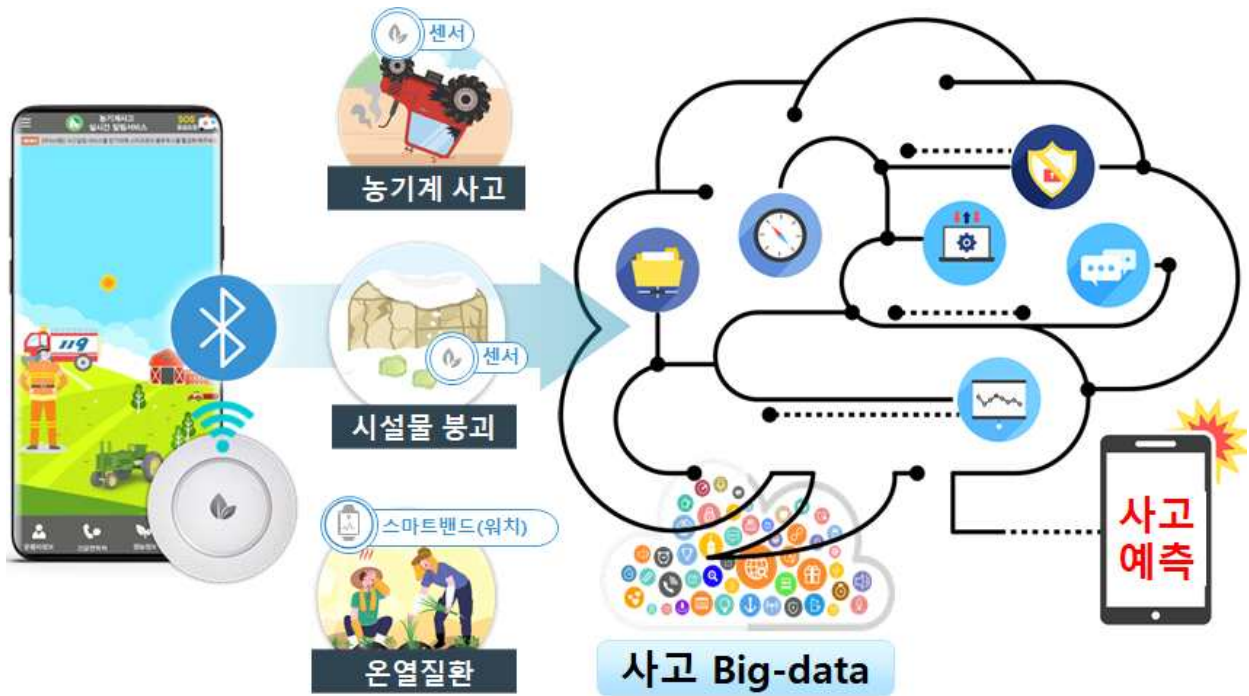 농기계사고
실시간 알림서비스
SOS
119
센서
농기계 사고
센서
시설물 붕괴
스마트밴드(워치)
온열질환
사고 Big-data
사고
예측